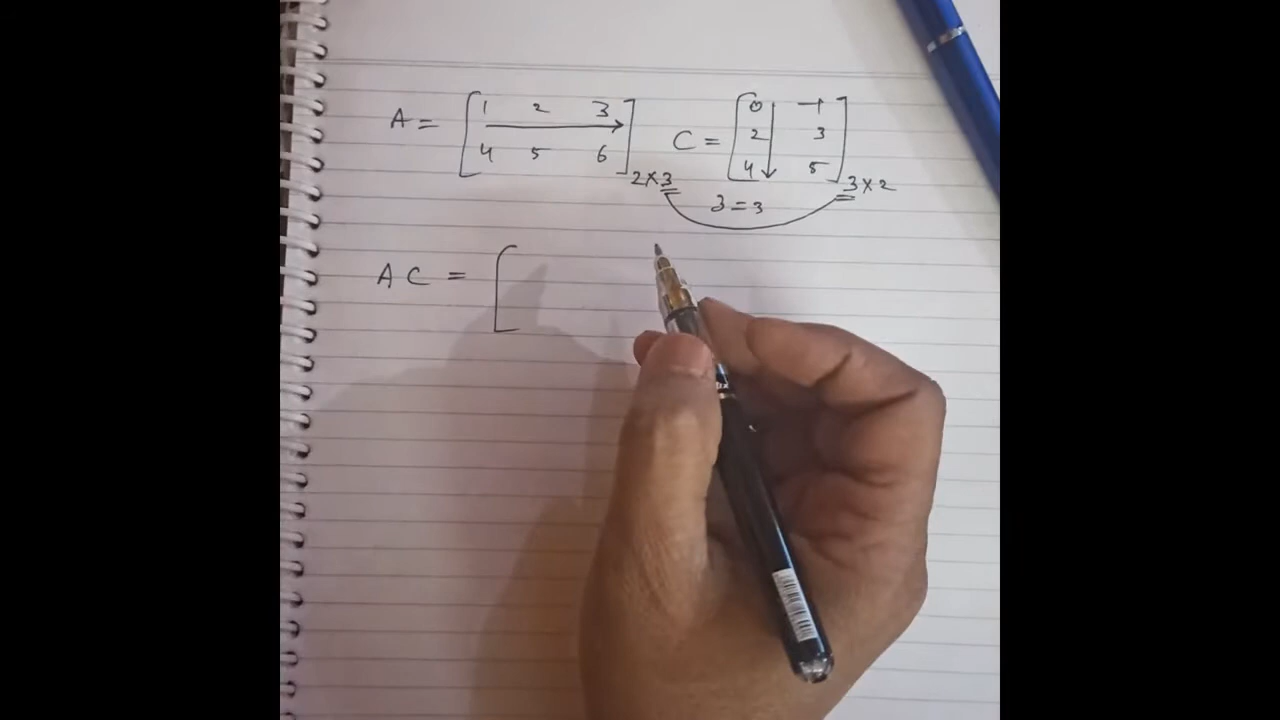 A = [ 1 2 3 C = [ 0 -1
4 5 6 ] 2×3 2 3
4 5 ] 3×2
3 = 3
AC = [